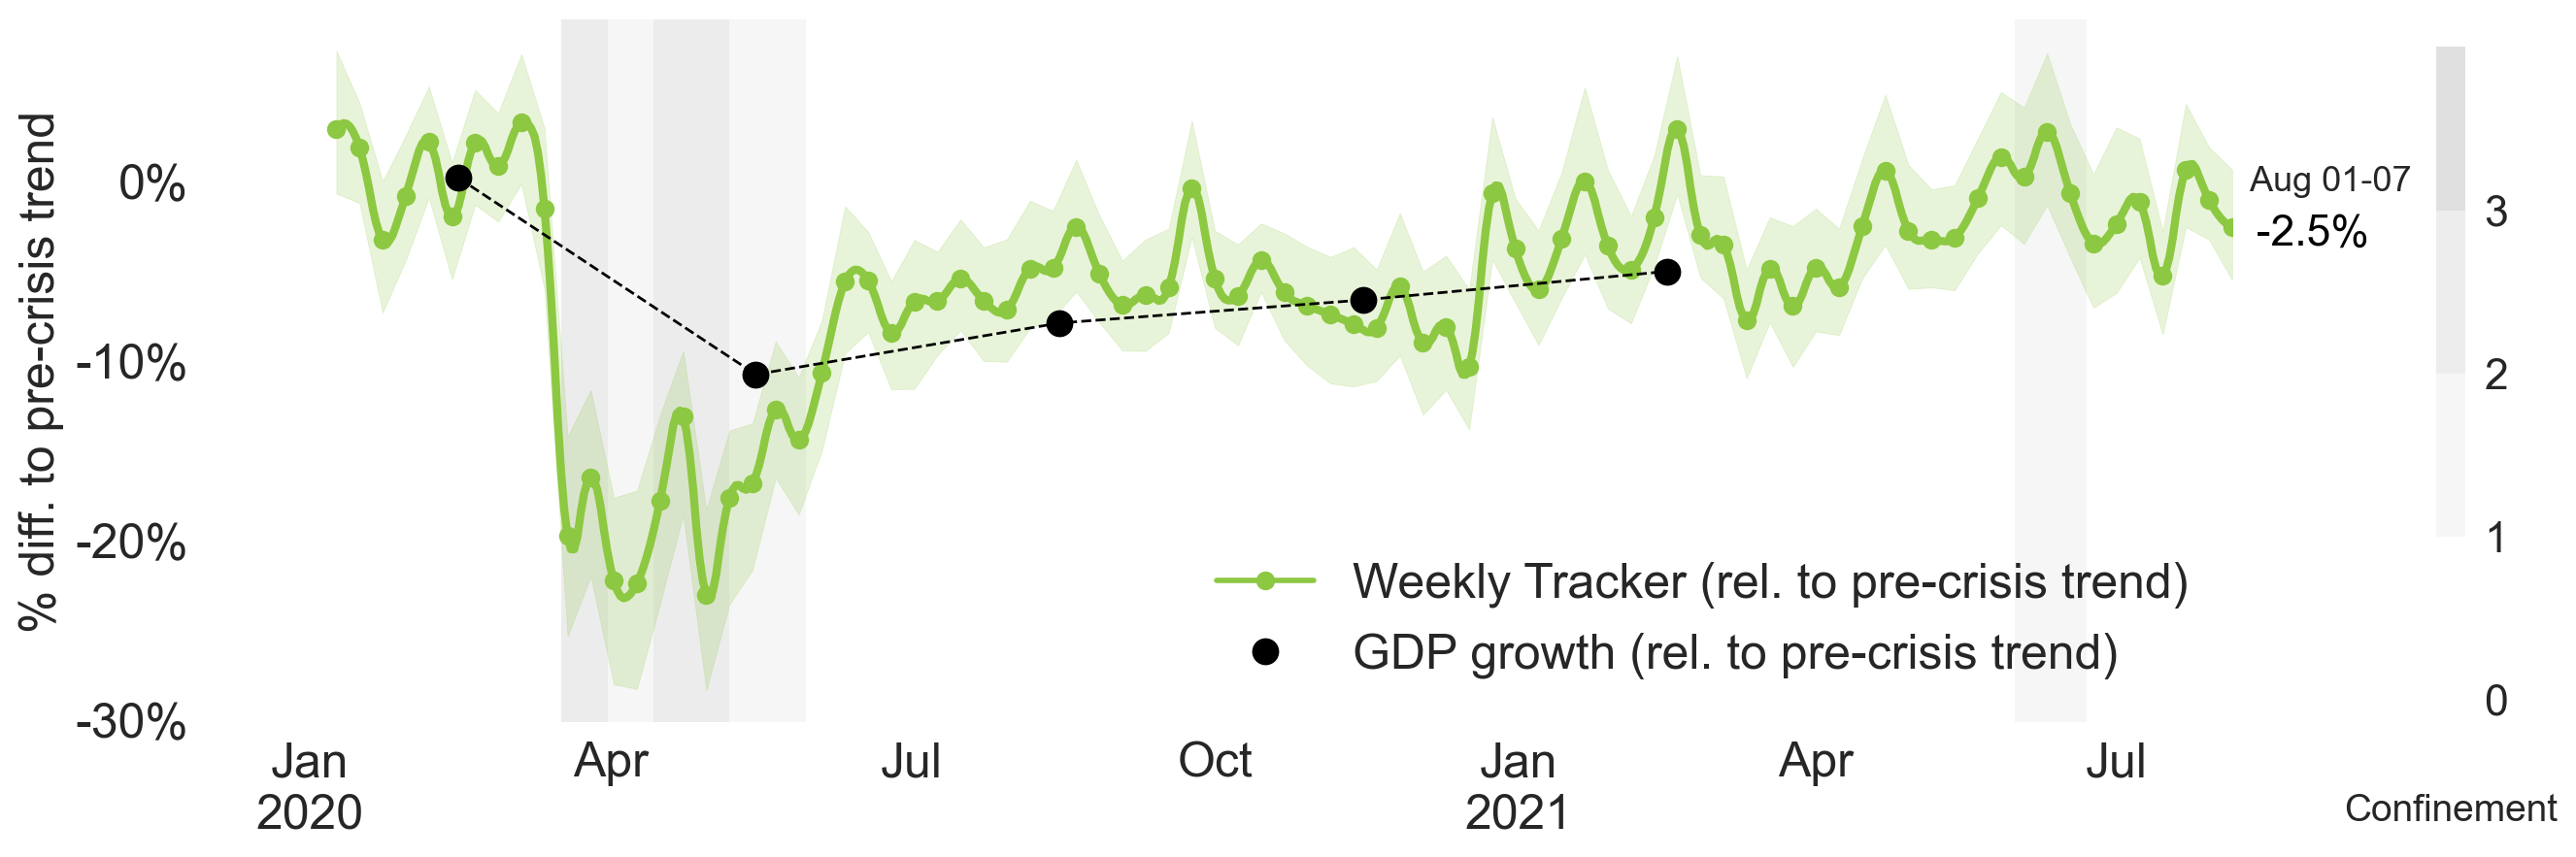 % diff. to pre-crisis trend
0%
-10%
-20%
-30%
Jan
2020
Apr
Jul
Oct
Jan
2021
Apr
Jul
Aug 01-07
-2.5%
Weekly Tracker (rel. to pre-crisis trend)
GDP growth (rel. to pre-crisis trend)
3
2
1
0
Confinement